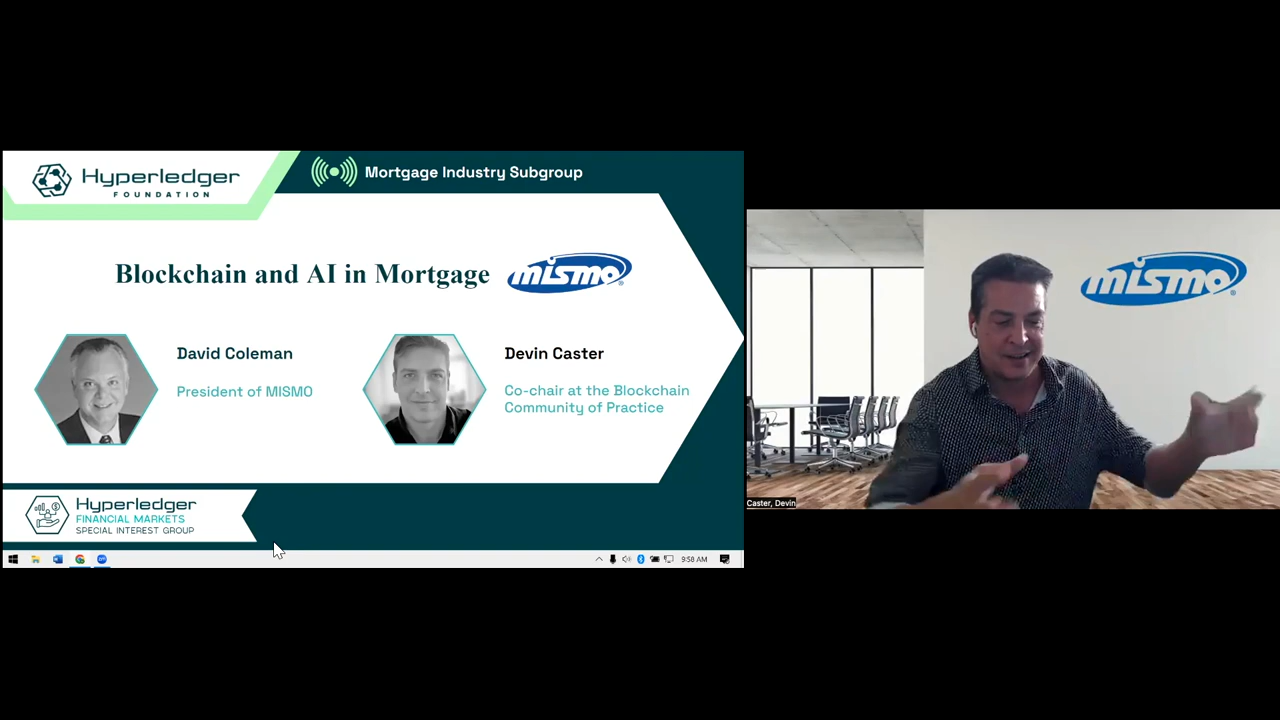 Hyperledger
FOUNDATION
Mortgage Industry Subgroup
Blockchain and AI in Mortgage
mismo
David Coleman
President of MISMO
Devin Caster
Co-chair at the Blockchain
Community of Practice
Hyperledger
FINANCIAL MARKETS
SPECIAL INTEREST GROUP
9:58 AM
mismo
Caster, Devin